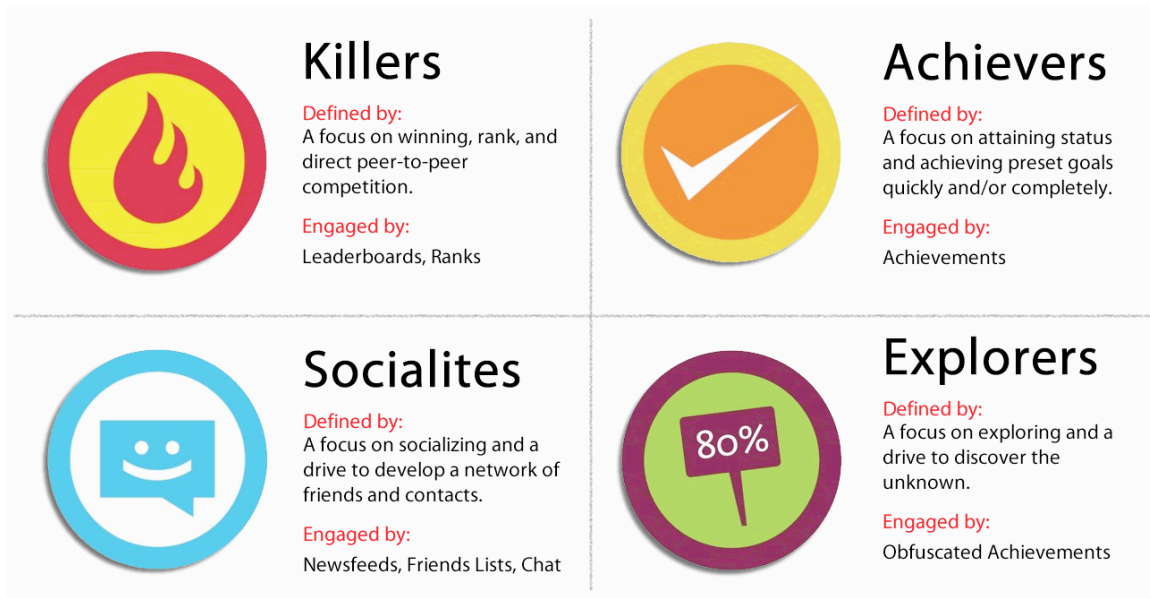 Killers
Defined by:
A focus on winning, rank, and
direct peer-to-peer
competition.
Engaged by:
Leaderboards, Ranks
Achievers
Defined by:
A focus on attaining status
and achieving preset goals
quickly and/or completely.
Engaged by:
Achievements
Socialites
Defined by:
A focus on socializing and a
drive to develop a network of
friends and contacts.
Engaged by:
Newsfeeds, Friends Lists, Chat
80%
Explorers
Defined by:
A focus on exploring and a
drive to discover the
unknown.
Engaged by:
Obfuscated Achievements